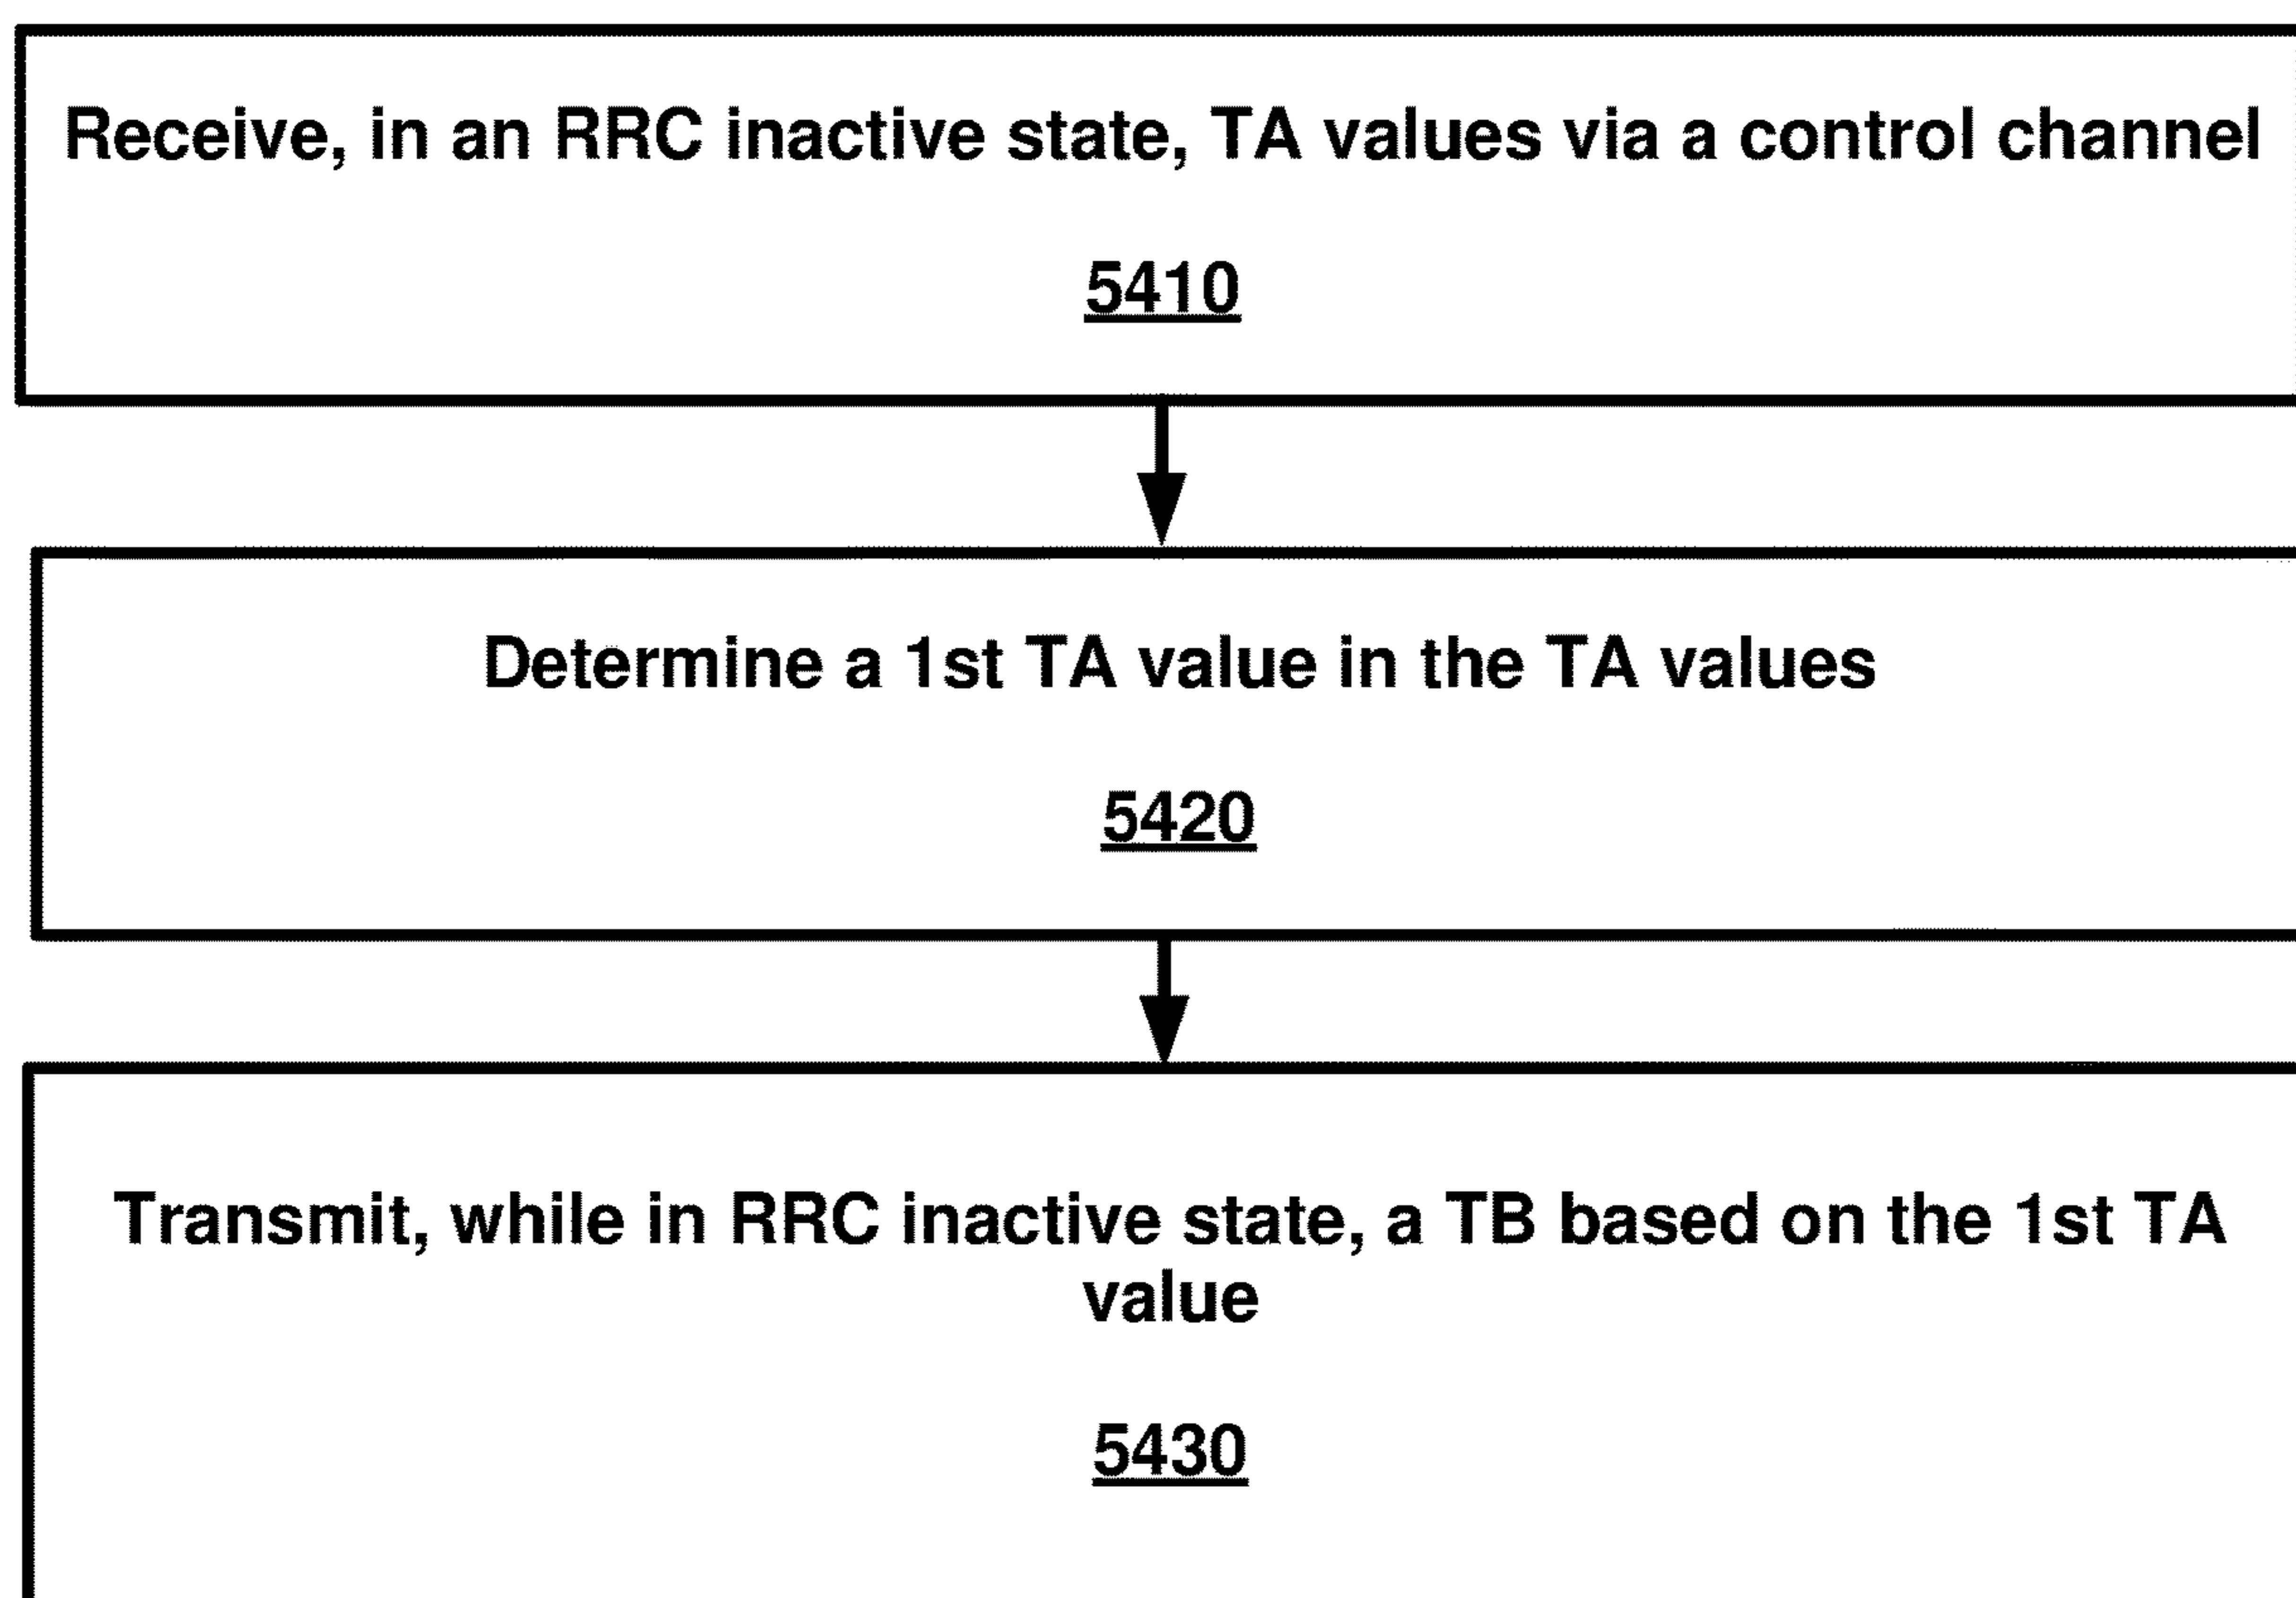 Receive, in an RRC inactive state, TA values via a control channel
5410
Determine a 1st TA value in the TA values
5420
Transmit, while in RRC inactive state, a TB based on the 1st TA
value
5430